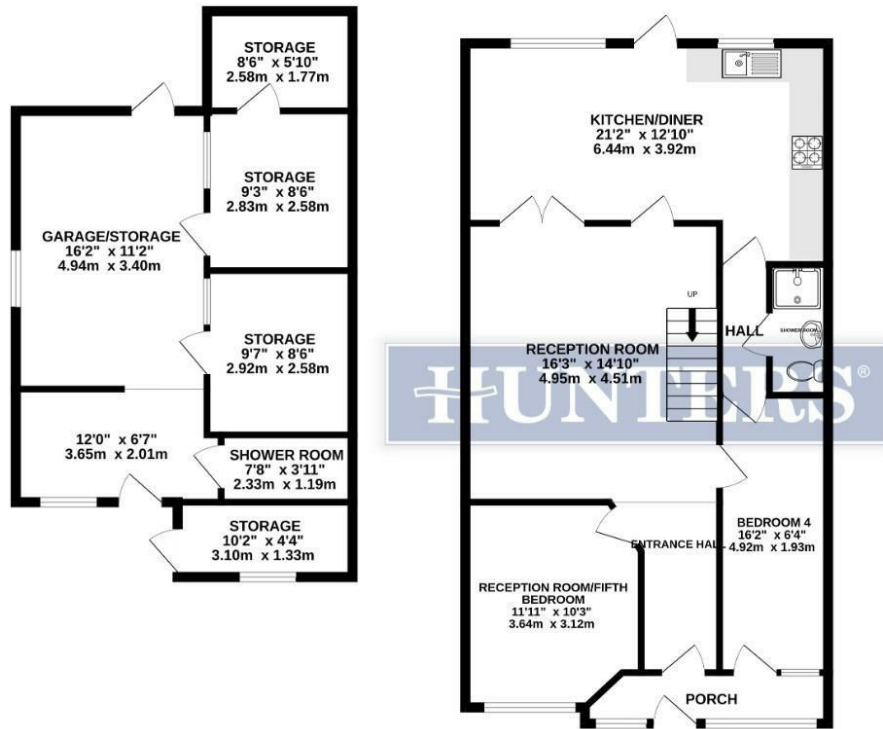 STORAGE
8'6" x 5'10"
2.58m x 1.77m
STORAGE
9'3" x 8'6"
2.83m x 2.58m
GARAGE/STORAGE
16'2" x 11'2"
4.94m x 3.40m
STORAGE
9'7" x 8'6"
2.92m x 2.58m
12'0" x 6'7"
3.65m x 2.01m
SHOWER ROOM
7'8" x 3'11"
2.33m x 1.19m
STORAGE
10'2" x 4'4"
3.10m x 1.33m
KITCHEN/DINER
21'2" x 12'10"
6.44m x 3.92m
UP
HALL
SHOWER ROOM
RECEPTION ROOM
16'3" x 14'10"
4.95m x 4.51m
HUNTERS®
BEDROOM 4
16'2" x 6'4"
4.92m x 1.93m
ENTRANCE HALL
RECEPTION ROOM/FIFTH
BEDROOM
11'11" x 10'3"
3.64m x 3.12m
PORCH